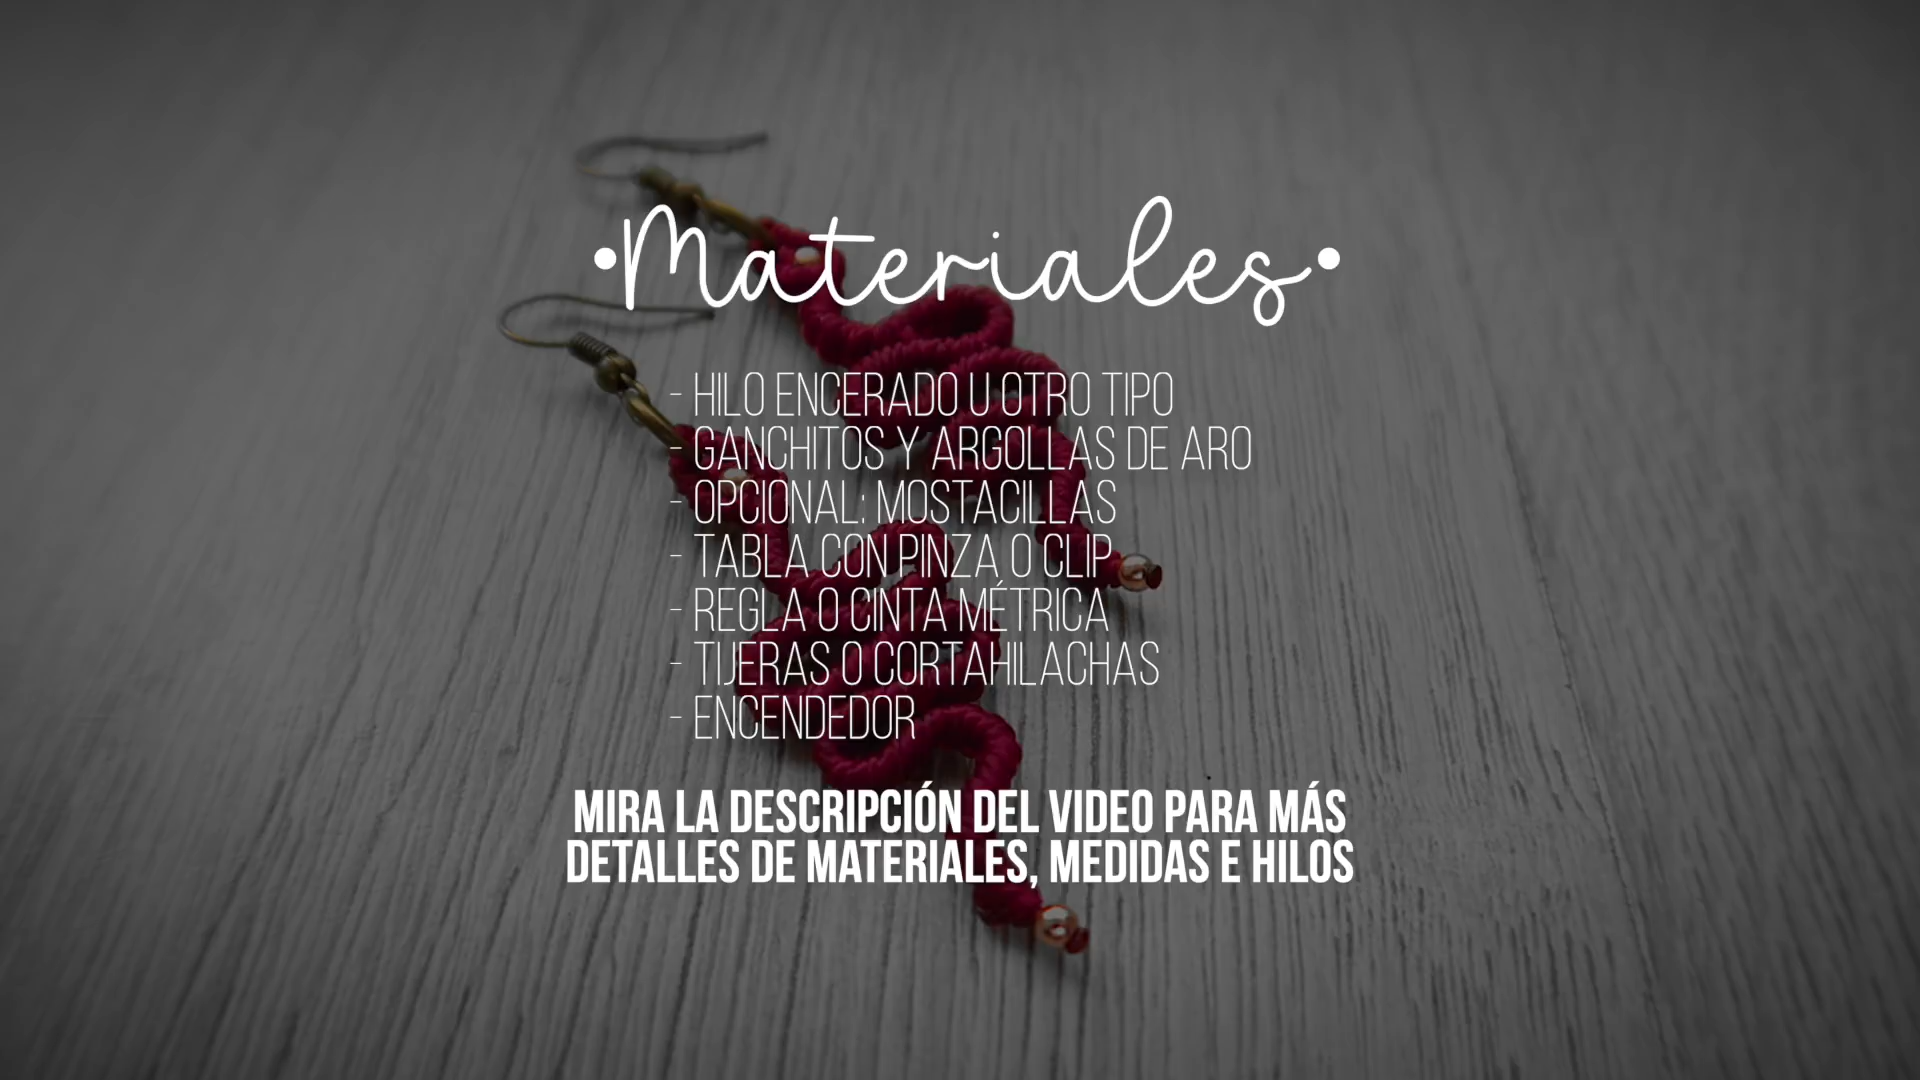 •Materiales•
- HILO ENCERADO U OTRO TIPO
- GANCHITOS Y ARGOLLAS DE ARO
- OPCIONAL: MOSTACILLAS
- TABLA CON PINZA O CLIP
- REGLA O CINTA MÉTRICA
- TIJERAS O CORTAHILACHAS
- ENCENDEDOR
MIRA LA DESCRIPCIÓN DEL VIDEO PARA MÁS
DETALLES DE MATERIALES, MEDIDAS E HILOS